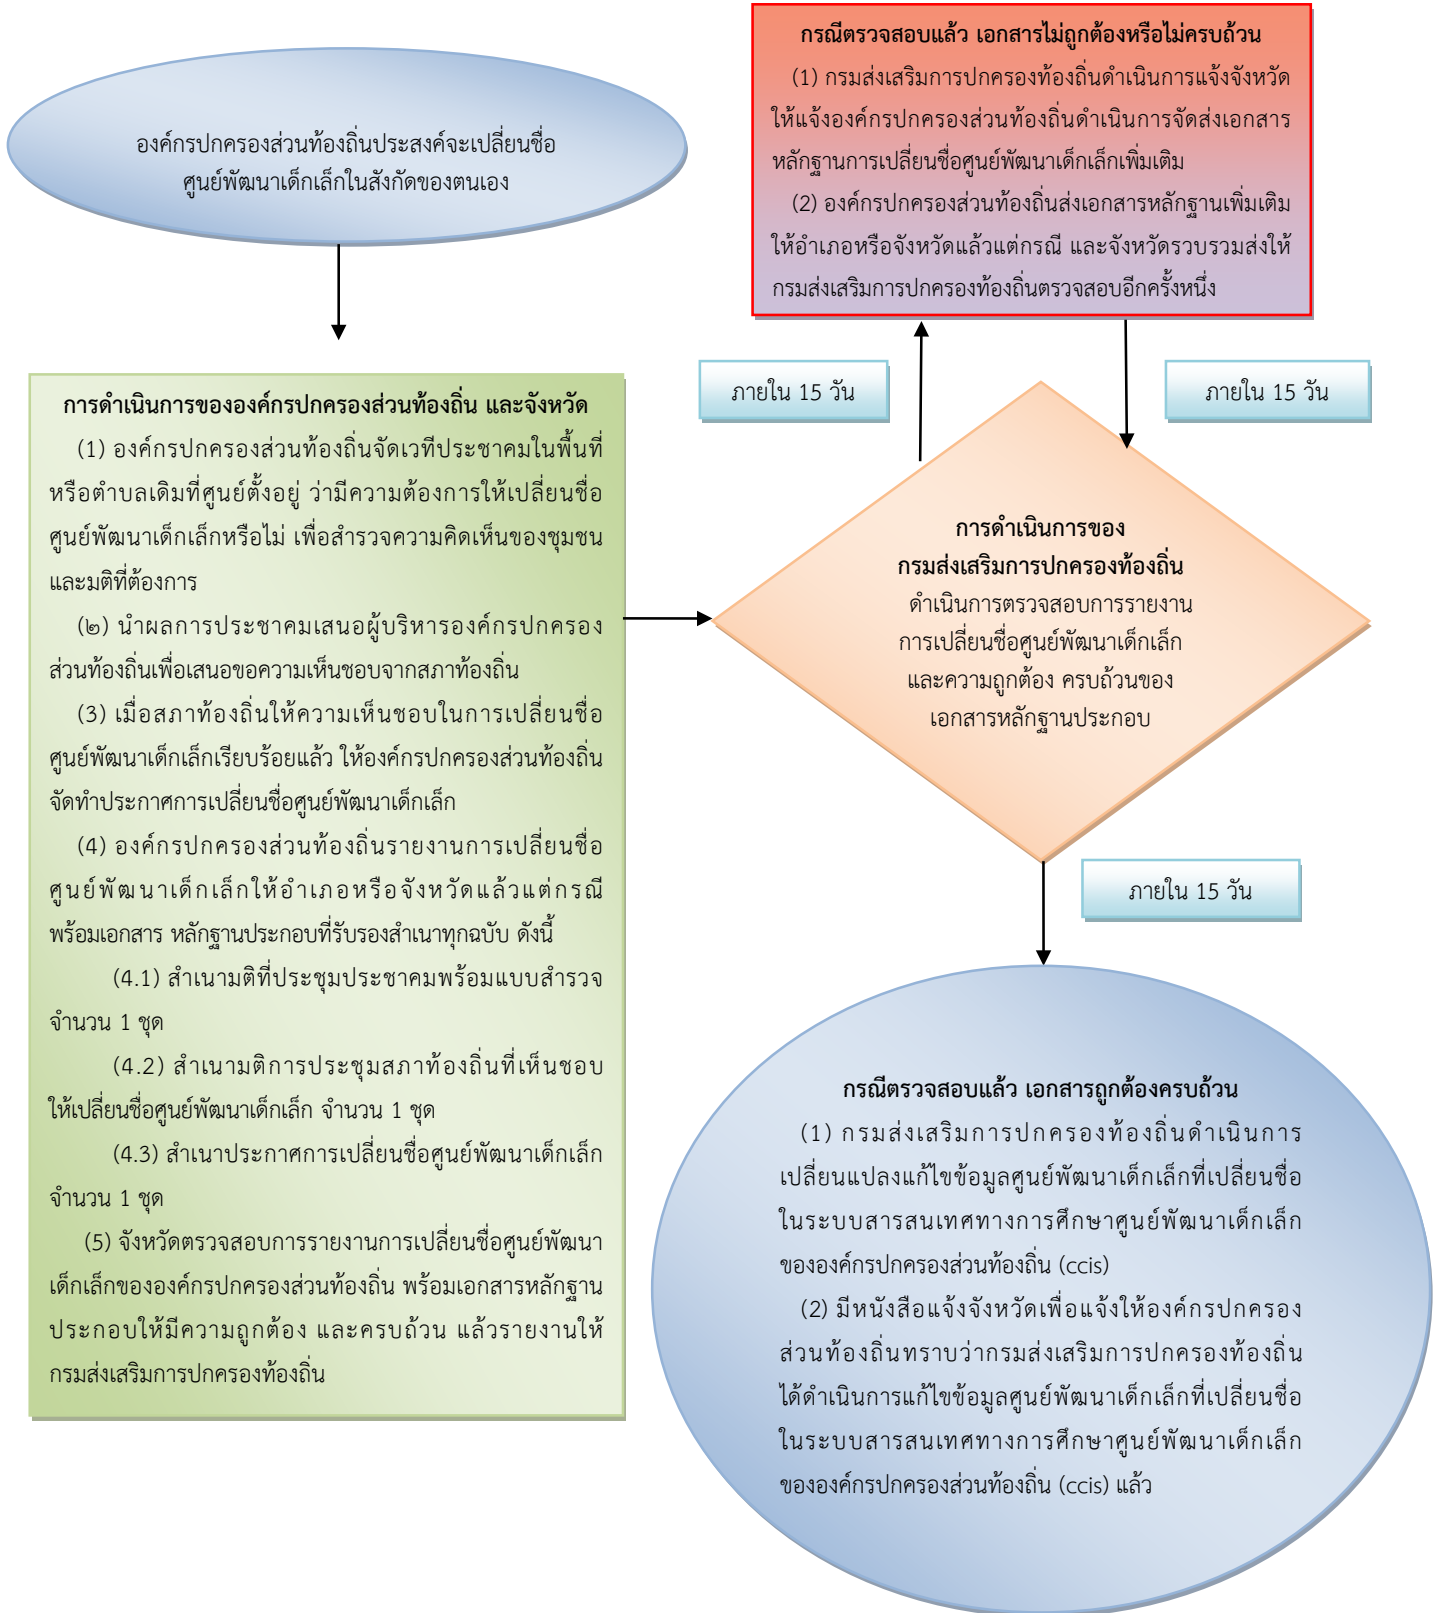 องค์กรปกครองส่วนท้องถิ่นประสงค์จะเปลี่ยนชื่อ
ศูนย์พัฒนาเด็กเล็กในสังกัดของตนเอง
การดำเนินการขององค์กรปกครองส่วนท้องถิ่น และจังหวัด
(1) องค์กรปกครองส่วนท้องถิ่นจัดเวทีประชาคมในพื้นที่
หรือตำบลเดิมที่ศูนย์ตั้งอยู่ ว่ามีความต้องการให้เปลี่ยนชื่อ
ศูนย์พัฒนาเด็กเล็กหรือไม่ เพื่อสำรวจความคิดเห็นของชุมชน
และมติที่ต้องการ
(๒) นำผลการประชาคมเสนอผู้บริหารองค์กรปกครอง
ส่วนท้องถิ่นเพื่อเสนอขอความเห็นชอบจากสภาท้องถิ่น
(3) เมื่อสภาท้องถิ่นให้ความเห็นชอบในการเปลี่ยนชื่อ
ศูนย์พัฒนาเด็กเล็กเรียบร้อยแล้ว ให้องค์กรปกครองส่วนท้องถิ่น
จัดทำประกาศการเปลี่ยนชื่อศูนย์พัฒนาเด็กเล็ก
(4) องค์กรปกครองส่วนท้องถิ่นรายงานการเปลี่ยนชื่อ
ศูนย์พัฒนาเด็กเล็กให้อำเภอหรือจังหวัดแล้วแต่กรณี
พร้อมเอกสาร หลักฐานประกอบที่รับรองสำเนาทุกฉบับ ดังนี้
(4.1) สำเนามติที่ประชุมประชาคมพร้อมแบบสำรวจ
จำนวน 1 ชุด
(4.2) สำเนามติการประชุมสภาท้องถิ่นที่เห็นชอบ
ให้เปลี่ยนชื่อศูนย์พัฒนาเด็กเล็ก จำนวน 1 ชุด
(4.3) สำเนาประกาศการเปลี่ยนชื่อศูนย์พัฒนาเด็กเล็ก
จำนวน 1 ชุด
(5) จังหวัดตรวจสอบการรายงานการเปลี่ยนชื่อศูนย์พัฒนา
เด็กเล็กขององค์กรปกครองส่วนท้องถิ่น พร้อมเอกสารหลักฐาน
ประกอบให้มีความถูกต้อง และครบถ้วน แล้วรายงานให้
กรมส่งเสริมการปกครองท้องถิ่น
กรณีตรวจสอบแล้ว เอกสารไม่ถูกต้องหรือไม่ครบถ้วน
(1) กรมส่งเสริมการปกครองท้องถิ่นดำเนินการแจ้งจังหวัด
ให้แจ้งองค์กรปกครองส่วนท้องถิ่นดำเนินการจัดส่งเอกสาร
หลักฐานการเปลี่ยนชื่อศูนย์พัฒนาเด็กเล็กเพิ่มเติม
(2) องค์กรปกครองส่วนท้องถิ่นส่งเอกสารหลักฐานเพิ่มเติม
ให้อำเภอหรือจังหวัดแล้วแต่กรณี และจังหวัดรวบรวมส่งให้
กรมส่งเสริมการปกครองท้องถิ่นตรวจสอบอีกครั้งหนึ่ง
ภายใน 15 วัน
ภายใน 15 วัน
การดำเนินการของ
กรมส่งเสริมการปกครองท้องถิ่น
ดำเนินการตรวจสอบการรายงาน
การเปลี่ยนชื่อศูนย์พัฒนาเด็กเล็ก
และความถูกต้อง ครบถ้วนของ
เอกสารหลักฐานประกอบ
ภายใน 15 วัน
กรณีตรวจสอบแล้ว เอกสารถูกต้องครบถ้วน
(1) กรมส่งเสริมการปกครองท้องถิ่นดำเนินการ
เปลี่ยนแปลงแก้ไขข้อมูลศูนย์พัฒนาเด็กเล็กที่เปลี่ยนชื่อ
ในระบบสารสนเทศทางการศึกษาศูนย์พัฒนาเด็กเล็ก
ขององค์กรปกครองส่วนท้องถิ่น (ccis)
(2) มีหนังสือแจ้งจังหวัดเพื่อแจ้งให้องค์กรปกครอง
ส่วนท้องถิ่นทราบว่ากรมส่งเสริมการปกครองท้องถิ่น
ได้ดำเนินการแก้ไขข้อมูลศูนย์พัฒนาเด็กเล็กที่เปลี่ยนชื่อ
ในระบบสารสนเทศทางการศึกษาศูนย์พัฒนาเด็กเล็ก
ขององค์กรปกครองส่วนท้องถิ่น (ccis) แล้ว